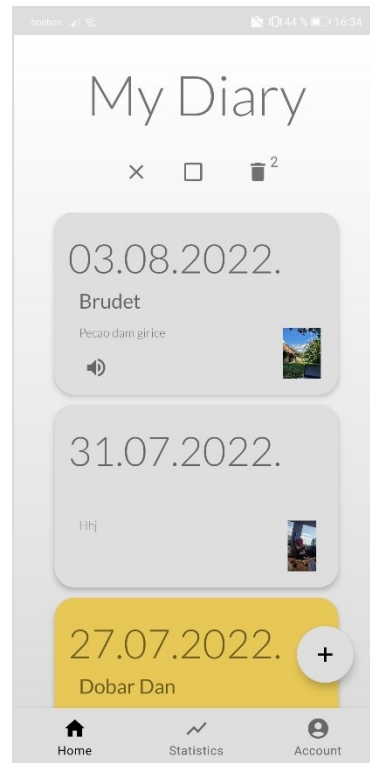 bonbon 44 % 16:34
My Diary
2
03.08.2022.
Brudet
Pecao dam girice
31.07.2022.
Hhj
27.07.2022.
+
Dobar Dan
Home Statistics Account